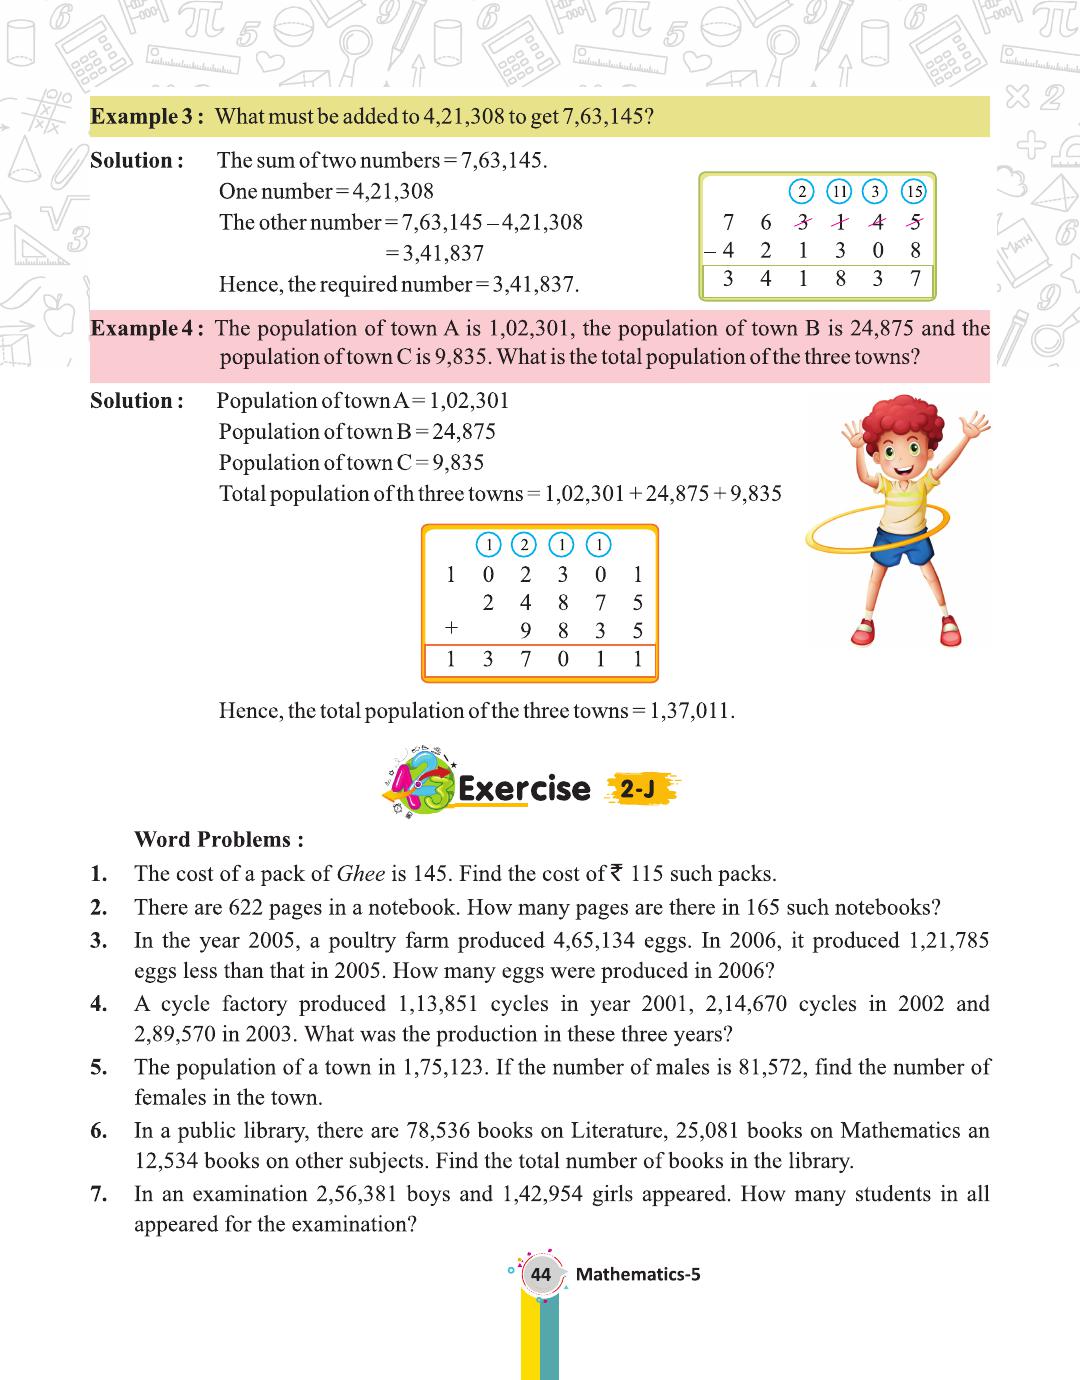 Example 3 : What must be added to 4,21,308 to get 7,63,145?
Solution : The sum of two numbers = 7,63,145.
One number = 4,21,308
The other number = 7,63,145 – 4,21,308
= 3,41,837
Hence, the required number = 3,41,837.
2 11 3 15
7 6 3 1 4 5
– 4 2 1 3 0 8
3 4 1 8 3 7
Example 4 : The population of town A is 1,02,301, the population of town B is 24,875 and the
population of town C is 9,835. What is the total population of the three towns?
Solution : Population of town A = 1,02,301
Population of town B = 24,875
Population of town C = 9,835
Total population of th three towns = 1,02,301 + 24,875 + 9,835
1 2 1 1
1 0 2 3 0 1
2 4 8 7 5
+ 9 8 3 5
1 3 7 0 1 1
Hence, the total population of the three towns = 1,37,011.
Exercise 2-J
Word Problems :
1. The cost of a pack of Ghee is 145. Find the cost of ₹ 115 such packs.
2. There are 622 pages in a notebook. How many pages are there in 165 such notebooks?
3. In the year 2005, a poultry farm produced 4,65,134 eggs. In 2006, it produced 1,21,785
eggs less than that in 2005. How many eggs were produced in 2006?
4. A cycle factory produced 1,13,851 cycles in year 2001, 2,14,670 cycles in 2002 and
2,89,570 in 2003. What was the production in these three years?
5. The population of a town in 1,75,123. If the number of males is 81,572, find the number of
females in the town.
6. In a public library, there are 78,536 books on Literature, 25,081 books on Mathematics an
12,534 books on other subjects. Find the total number of books in the library.
7. In an examination 2,56,381 boys and 1,42,954 girls appeared. How many students in all
appeared for the examination?
44 Mathematics-5